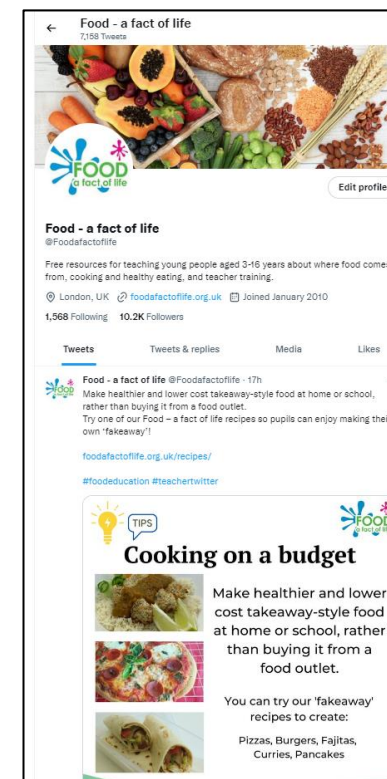 Food - a fact of life
7,158 Tweets
FOOD
a fact of life
Edit profile
Food - a fact of life
@Foodafactoflife
Free resources for teaching young people aged 3-16 years about where food comes
from, cooking and healthy eating, and teacher training.
London, UK foodafactoflife.org.uk Joined January 2010
1,568 Following 10.2K Followers
Tweets Tweets & replies Media Likes
Food - a fact of life @Foodafactoflife · 17h
Make healthier and lower cost takeaway-style food at home or school,
rather than buying it from a food outlet.
Try one of our Food – a fact of life recipes so pupils can enjoy making their
own 'fakeaway'!
foodafactoflife.org.uk/recipes/
#foodeducation #teachertwitter
TIPS
FOOD
a fact of life
Cooking on a budget
Make healthier and lower
cost takeaway-style food
at home or school, rather
than buying it from a
food outlet.
You can try our 'fakeaway'
recipes to create:
Pizzas, Burgers, Fajitas,
Curries, Pancakes